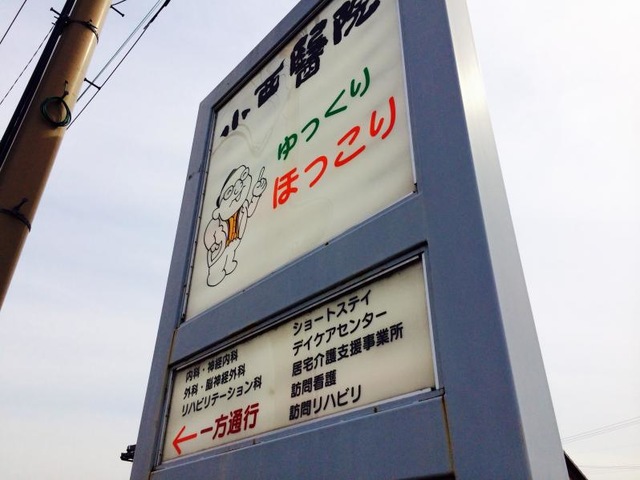 小西醫院
ゆっくり
ほっこり
内科・神経内科
外科・脳神経外科
リハビリテーション科
←一方通行
ショートステイ
デイケアセンター
居宅介護支援事業所
訪問看護
訪問リハビリ